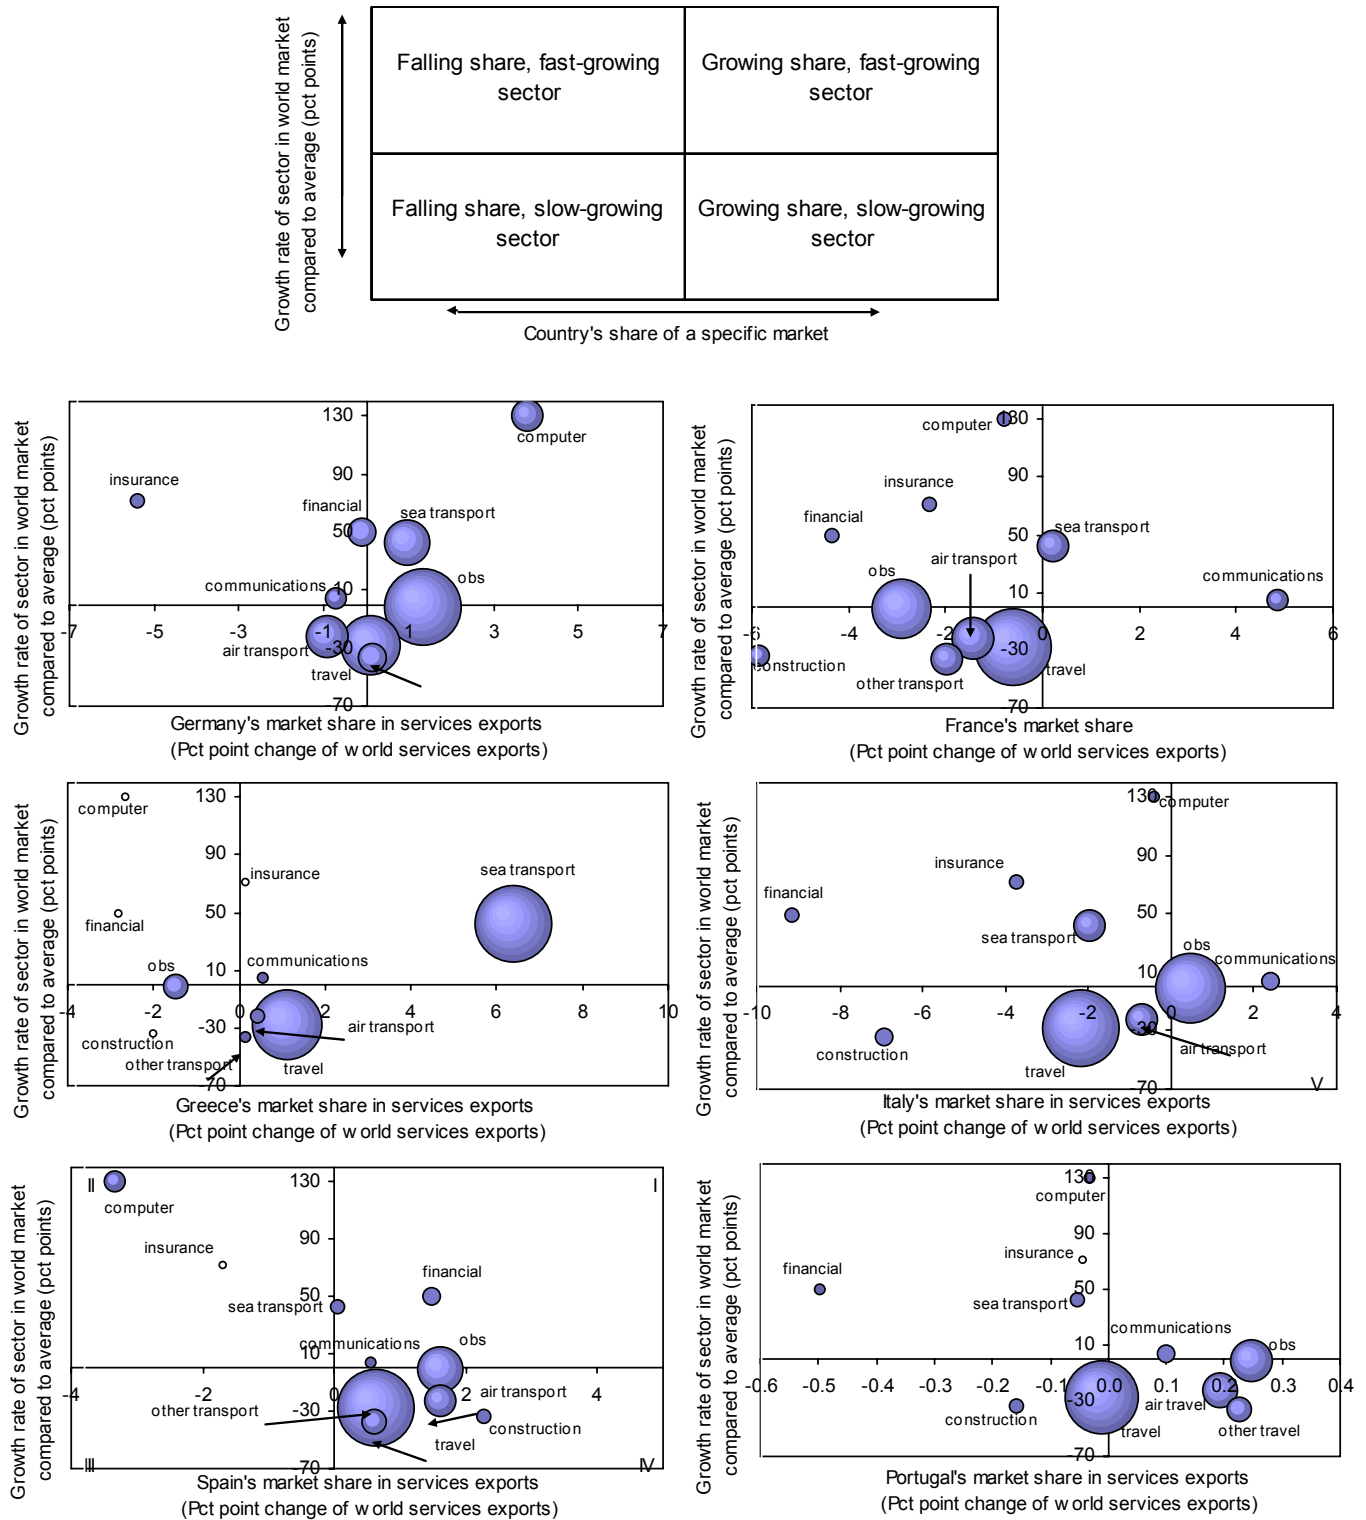 Growth rate of sector in world market
compared to average (pct points)
Falling share, fast-growing
sector
Growing share, fast-growing
sector
Falling share, slow-growing
sector
Growing share, slow-growing
sector
Country's share of a specific market
Growth rate of sector in world market
compared to average (pct points)
130
90
50
10
-30
-70
-7
-5
-3
-1
1
3
5
7
computer
insurance
financial
sea transport
communications
obs
air transport
travel
Germany's market share in services exports
(Pct point change of world services exports)
Growth rate of sector in world market
compared to average (pct points)
130
90
50
10
-30
-70
-6
-4
-2
0
2
4
6
computer
insurance
financial
sea transport
air transport
obs
communications
construction
other transport
travel
France's market share
(Pct point change of world services exports)
Growth rate of sector in world market
compared to average (pct points)
130
90
50
10
-30
-70
-4
-2
0
2
4
6
8
10
computer
insurance
sea transport
financial
obs
communications
construction
air transport
other transport
travel
Greece's market share in services exports
(Pct point change of world services exports)
Growth rate of sector in world market
compared to average (pct points)
130
90
50
10
-30
-70
-10
-8
-6
-4
-2
0
2
4
computer
insurance
financial
sea transport
obs
communications
construction
travel
air transport
V
Italy's market share in services exports
(Pct point change of world services exports)
Growth rate of sector in world market
compared to average (pct points)
II
I
130
90
50
10
-30
-70
-4
-2
0
2
4
computer
insurance
financial
sea transport
communications
obs
other transport
air transport
construction
travel
III
IV
Spain's market share in services exports
(Pct point change of world services exports)
Growth rate of sector in world market
compared to average (pct points)
130
90
50
10
-30
-70
-0.6
-0.5
-0.4
-0.3
-0.2
-0.1
0.0
0.1
0.2
0.3
0.4
computer
insurance
financial
sea transport
communications
obs
construction
air travel
travel
other travel
Portugal's market share in services exports
(Pct point change of world services exports)